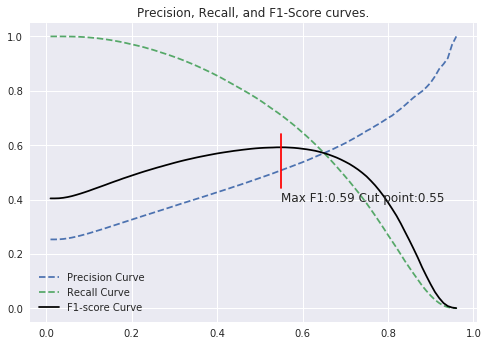 Precision, Recall, and F1-Score curves.
1.0
0.8
0.6
0.4
0.2
0.0
Max F1:0.59 Cut point:0.55
Precision Curve
Recall Curve
F1-score Curve
0.0 0.2 0.4 0.6 0.8 1.0